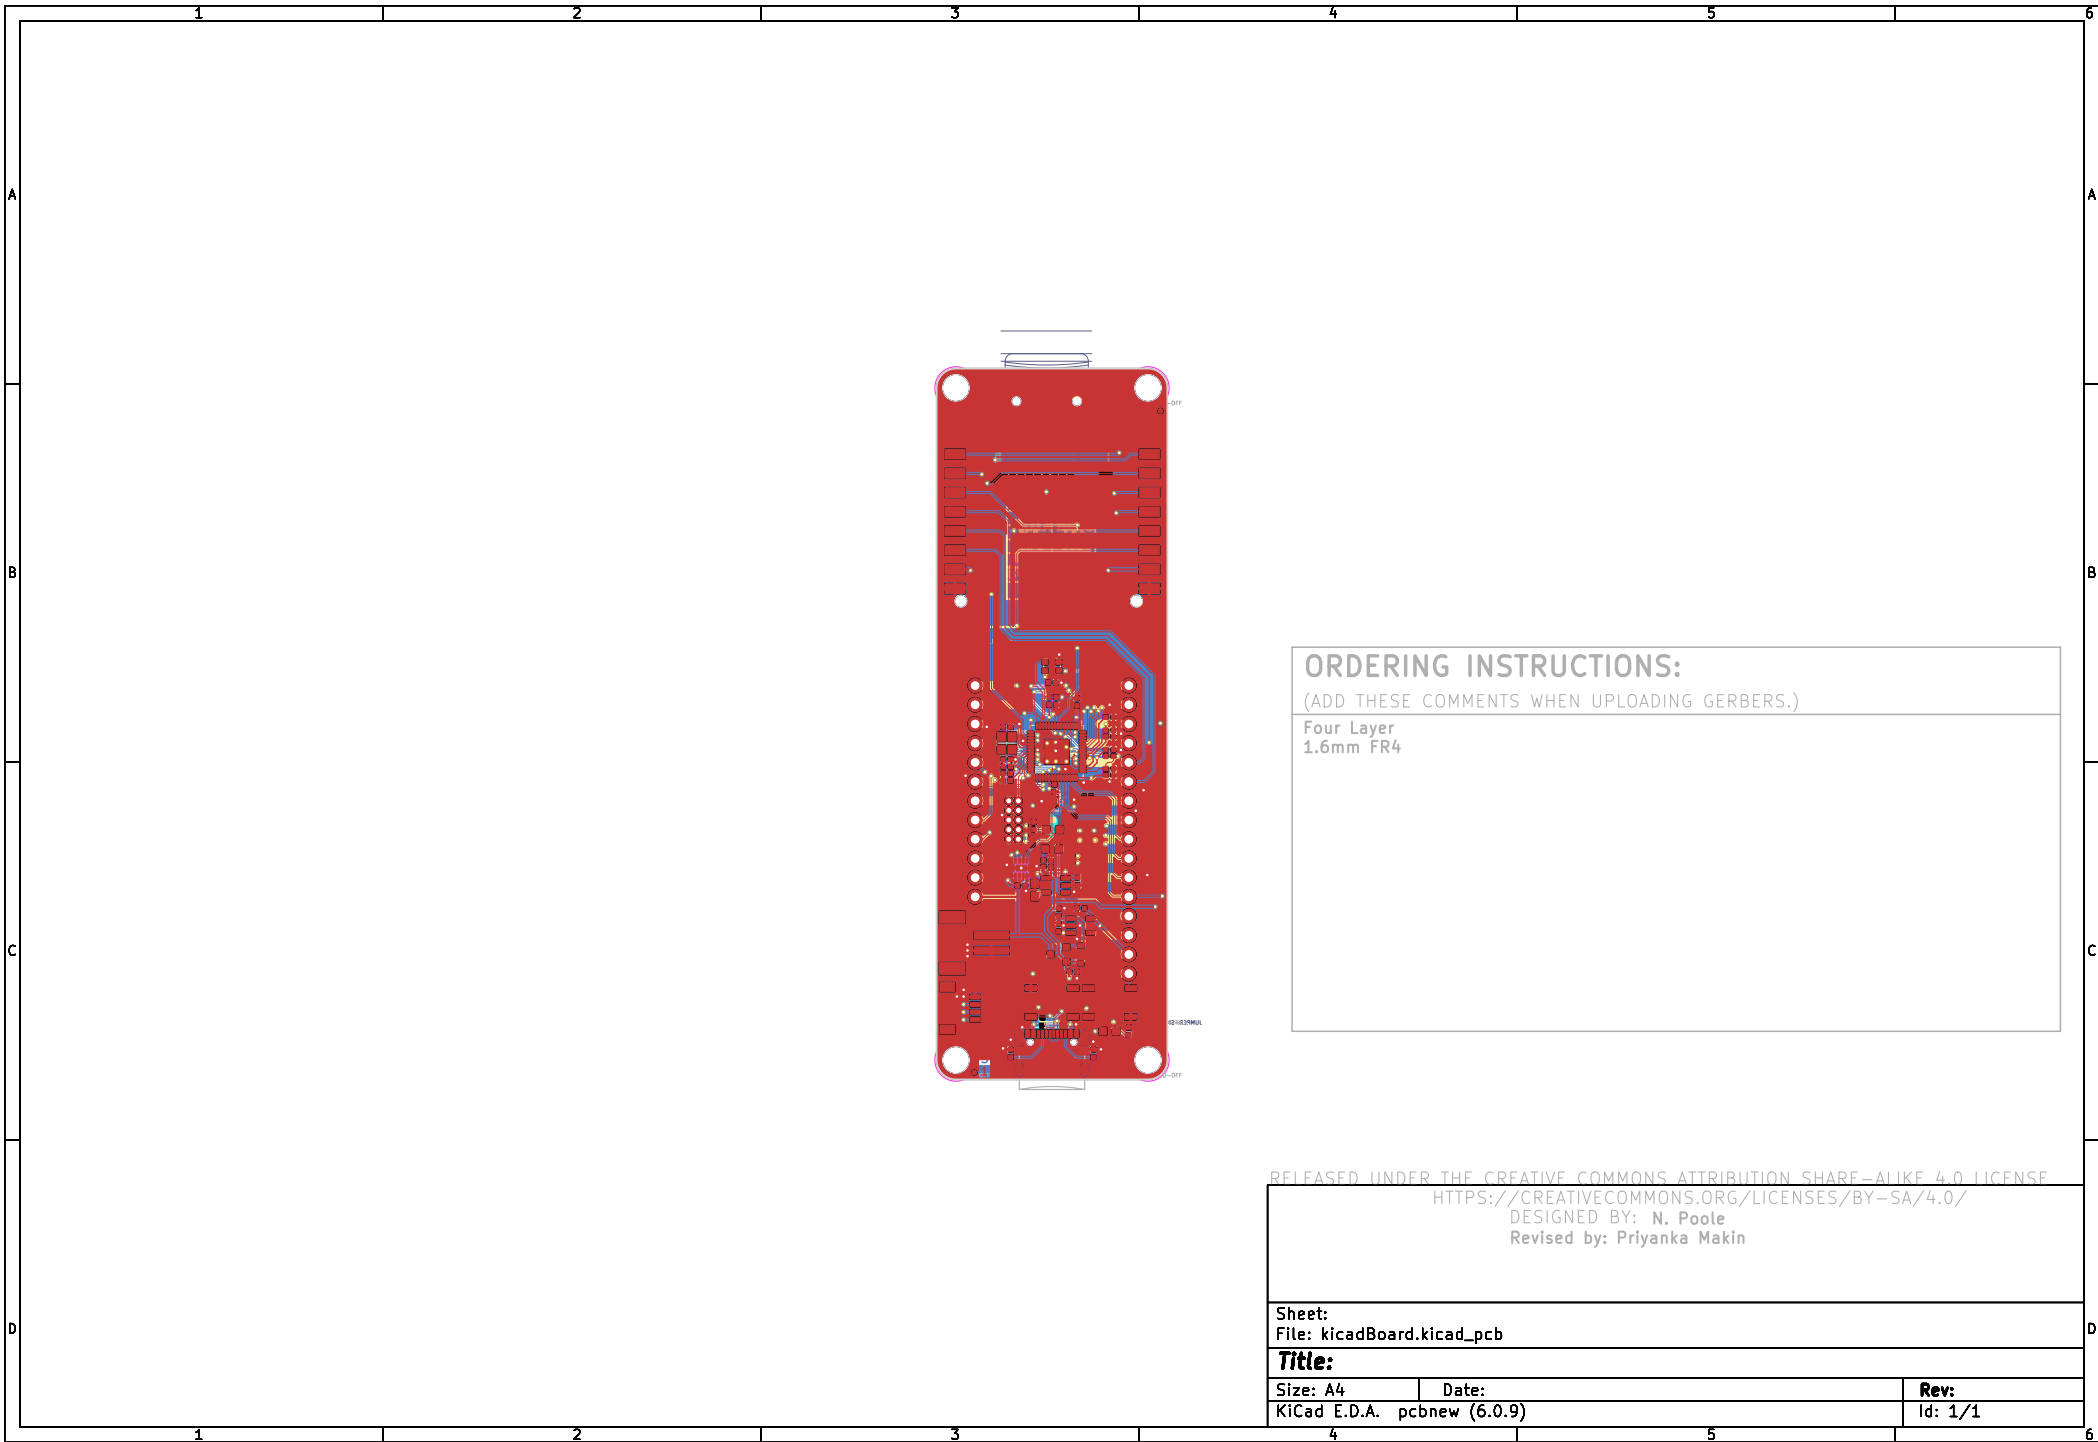 1 2 3 4 5 6
A A
-OFF
B B
ORDERING INSTRUCTIONS:
(ADD THESE COMMENTS WHEN UPLOADING GERBERS.)
Four Layer
1.6mm FR4
C C
-OFF
RELEASED UNDER THE CREATIVE COMMONS ATTRIBUTION SHARE-ALIKE 4.0 LICENSE
HTTPS://CREATIVECOMMONS.ORG/LICENSES/BY-SA/4.0/
DESIGNED BY: N. Poole
Revised by: Priyanka Makin
Sheet:
D D
File: kicadBoard.kicad_pcb
Title:
Size: A4 Date: Rev:
KiCad E.D.A. pcbnew (6.0.9) Id: 1/1
1 2 3 4 5 6